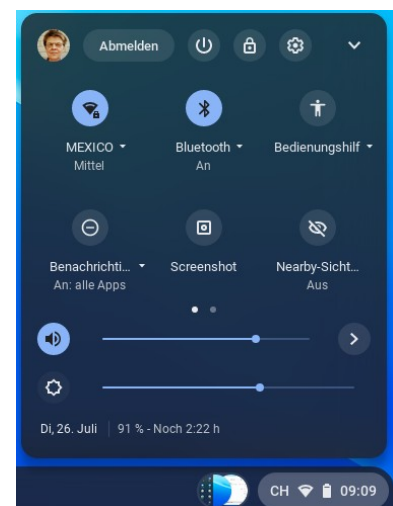 Abmelden
MEXICO
Mittel
Bluetooth
An
Bedienungshilf
Benachrichti...
An: alle Apps
Screenshot
Nearby-Sicht...
Aus
Di, 26. Juli
91 % - Noch 2:22 h
CH
09:09